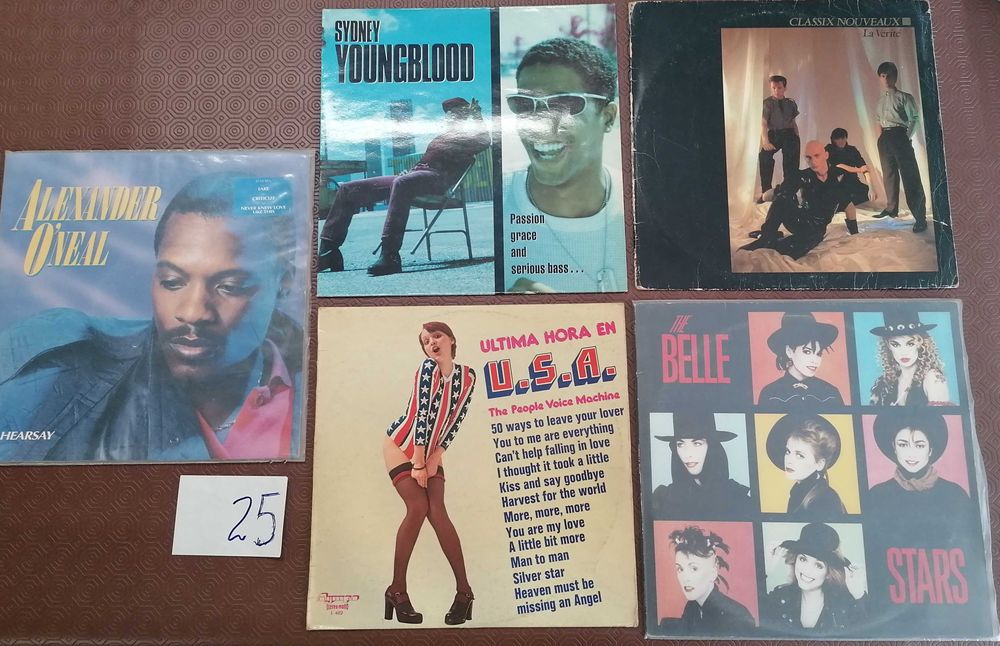 ALEXANDER
O'NEAL
FAKE
CRITICIZE
NEVER KNEW LOVE
LIKE THIS
HEARSAY
25
SYDNEY
YOUNGBLOOD
Passion
grace
and
serious bass...
CLASSIX NOUVEAUX
La Verité
ULTIMA HORA EN
U.S.A.
The People Voice Machine
50 ways to leave your lover
You to me are everything
Can't help falling in love
I thought it took a little
Kiss and say goodbye
Harvest for the world
More, more, more
You are my love
A little bit more
Man to man
Silver star
Heaven must be
missing an Angel
THE
BELLE
STARS